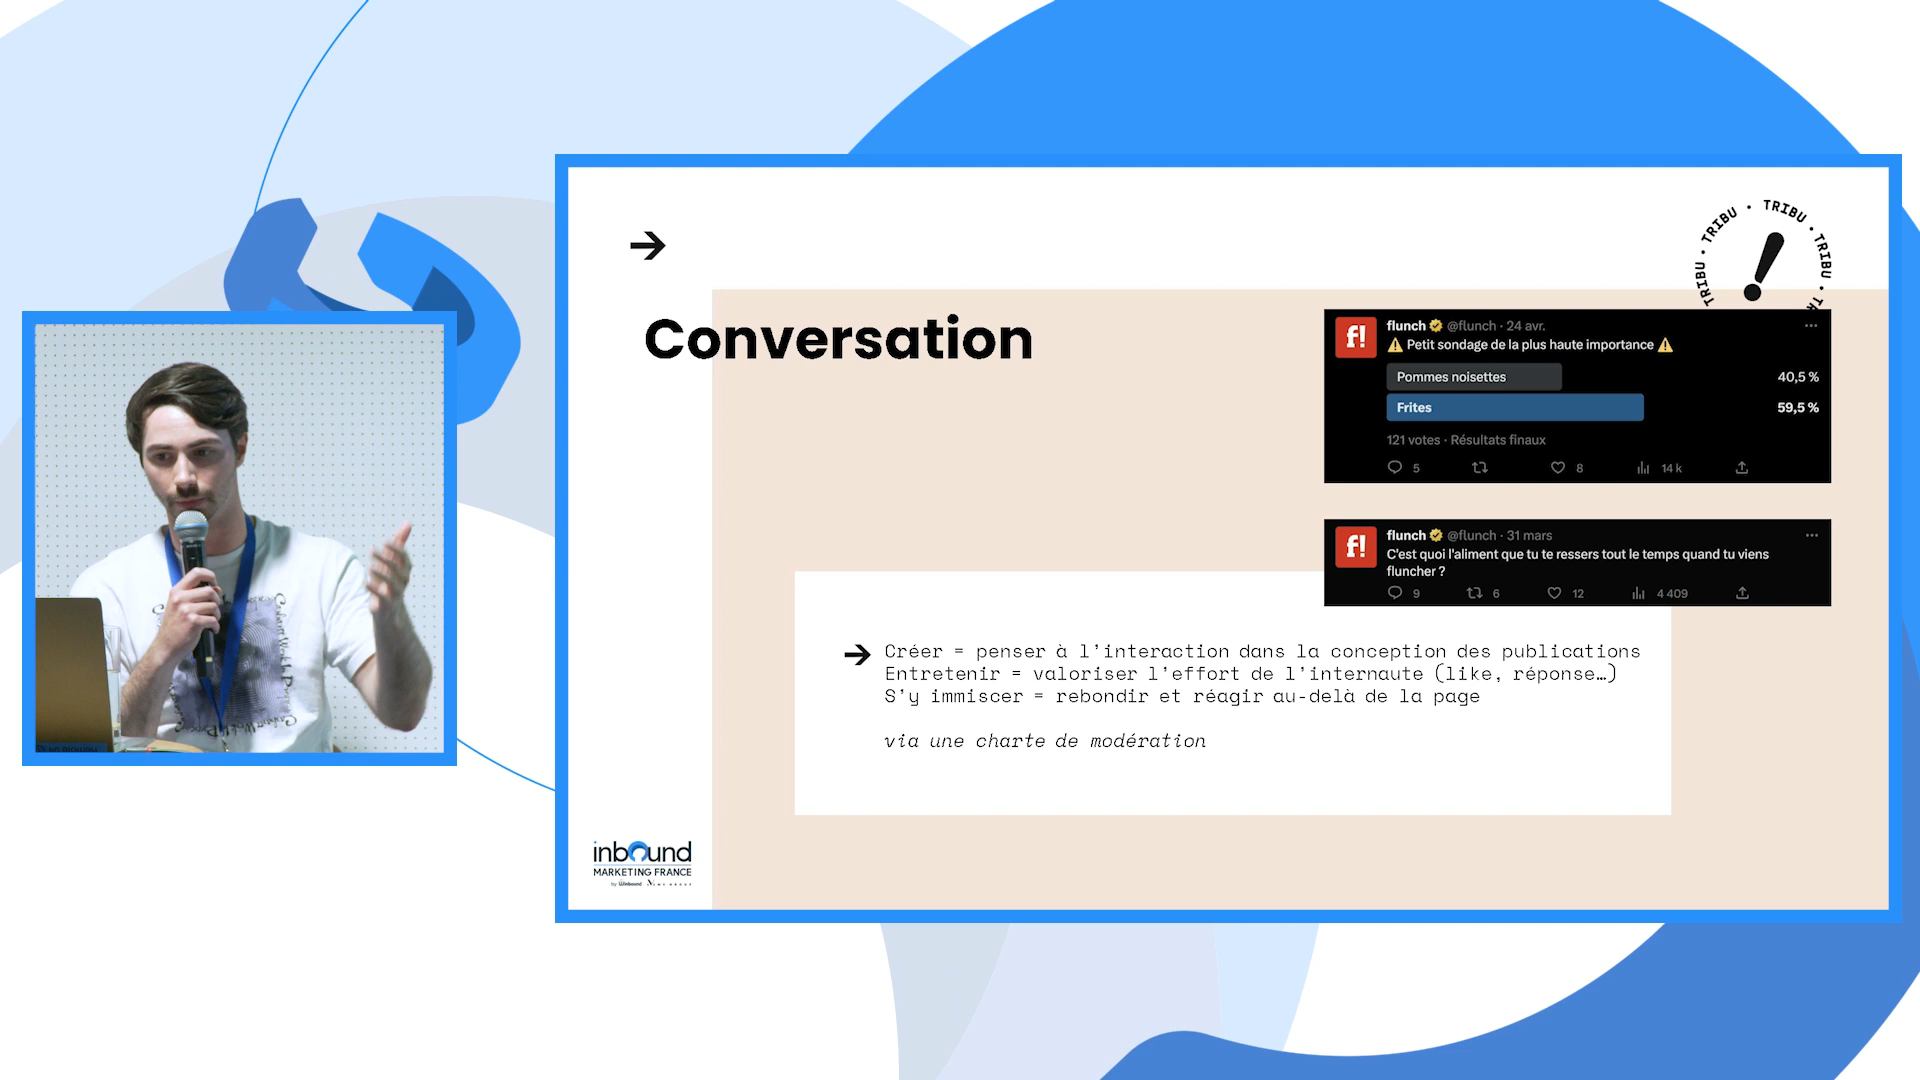 TRIBU · TRIBU · TRIBU · TRIBU ·
Conversation
flunch @flunch · 24 avr.
⚠️ Petit sondage de la plus haute importance ⚠️
Pommes noisettes 40,5 %
Frites 59,5 %
121 votes · Résultats finaux
5 8 14 k
flunch @flunch · 31 mars
C'est quoi l'aliment que tu te ressers tout le temps quand tu viens
fluncher ?
9 6 12 4 409
→ Créer = penser à l'interaction dans la conception des publications
Entretenir = valoriser l'effort de l'internaute (like, réponse…)
S'y immiscer = rebondir et réagir au-delà de la page
via une charte de modération
inbound
MARKETING FRANCE
by Winbound